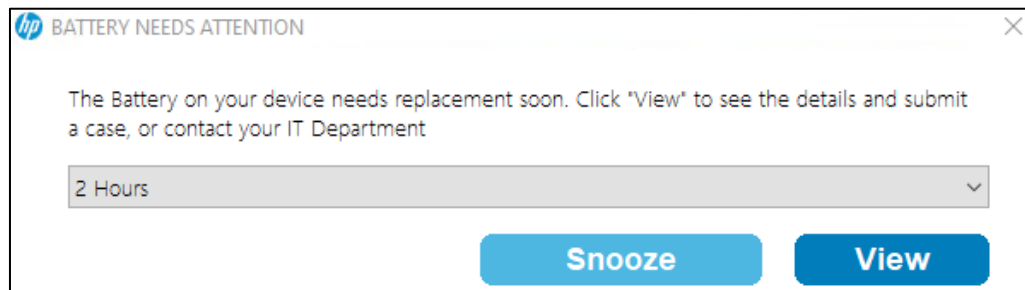 hp BATTERY NEEDS ATTENTION
The Battery on your device needs replacement soon. Click "View" to see the details and submit
a case, or contact your IT Department
2 Hours
Snooze View